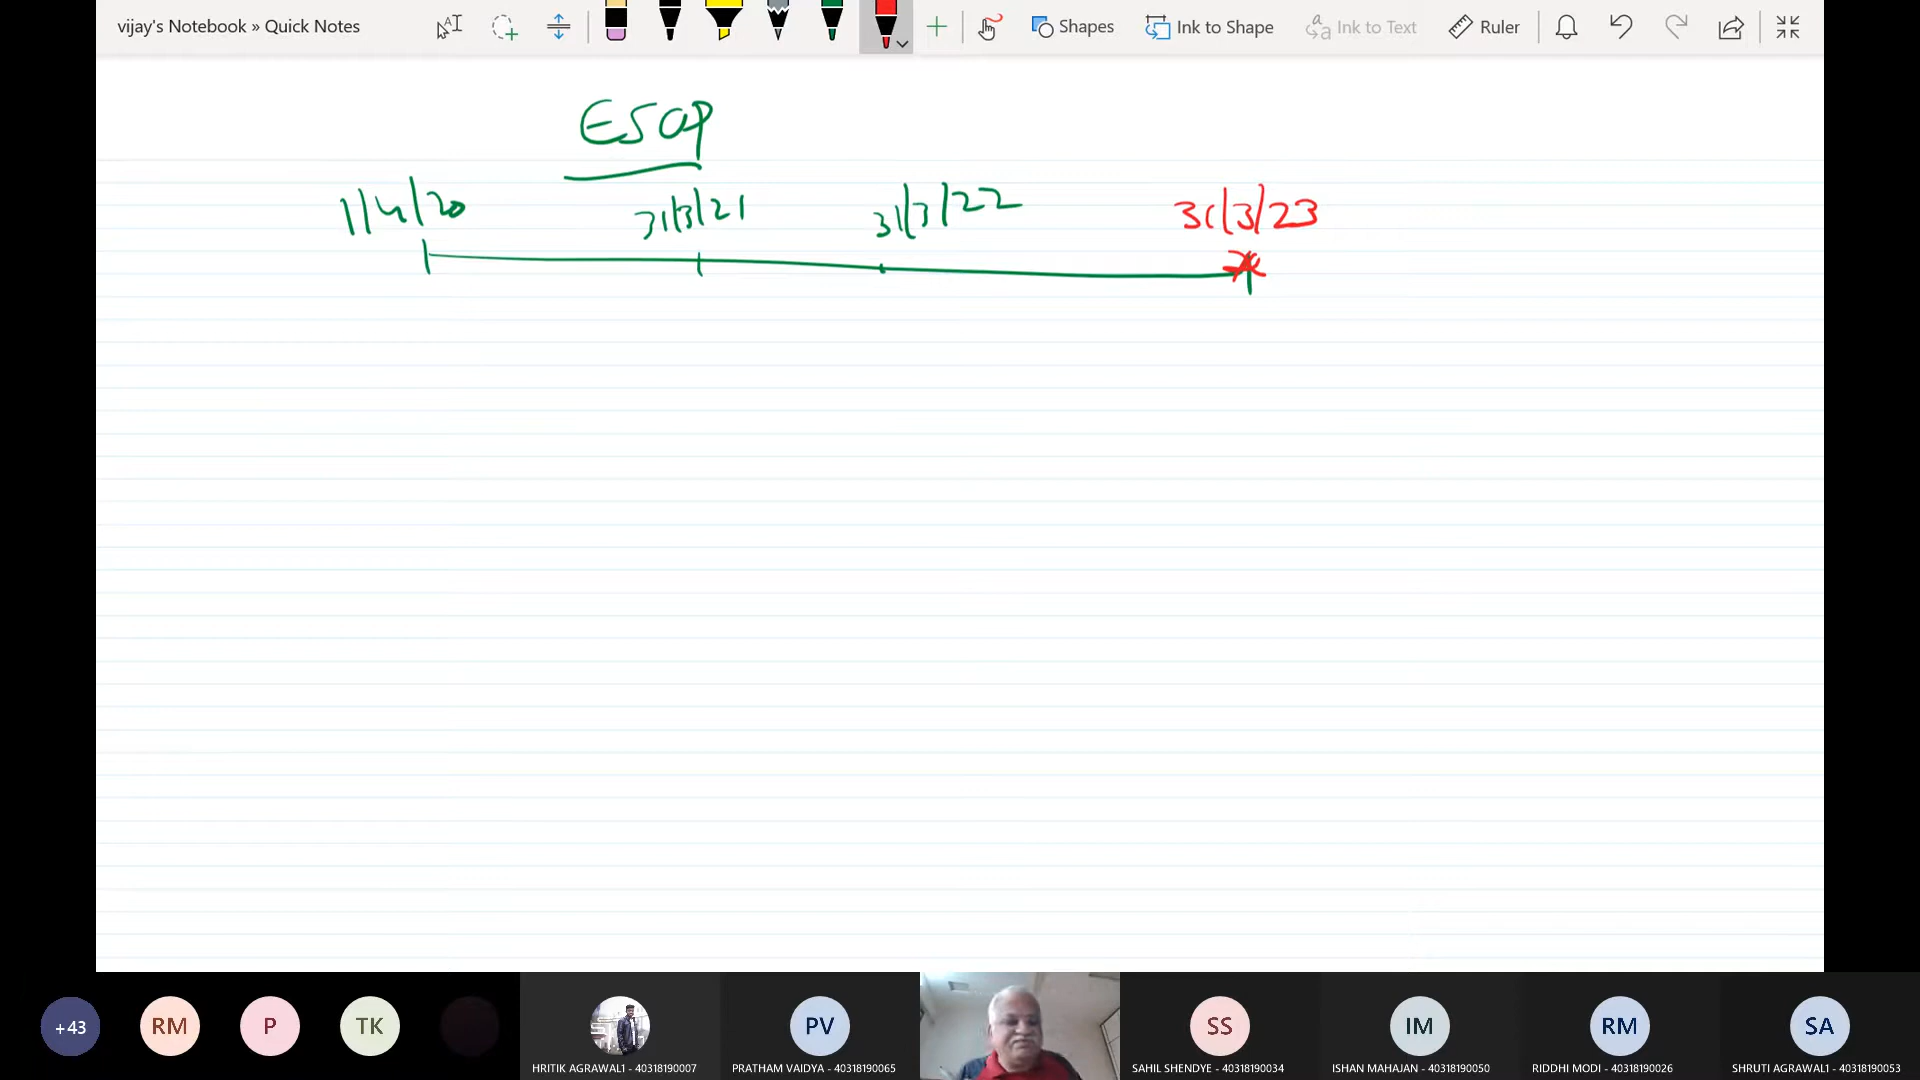 vijay's Notebook » Quick Notes Shapes Ink to Shape Ink to Text Ruler
ESOP
1/4/20 31/3/21 31/3/22 31/3/23
+43 RM P TK PV SS IM RM SA
HRITIK AGRAWAL1 - 40318190007 PRATHAM VAIDYA - 40318190065 SAHIL SHENDYE - 40318190034 ISHAN MAHAJAN - 40318190050 RIDDHI MODI - 40318190026 SHRUTI AGRAWAL1 - 40318190053